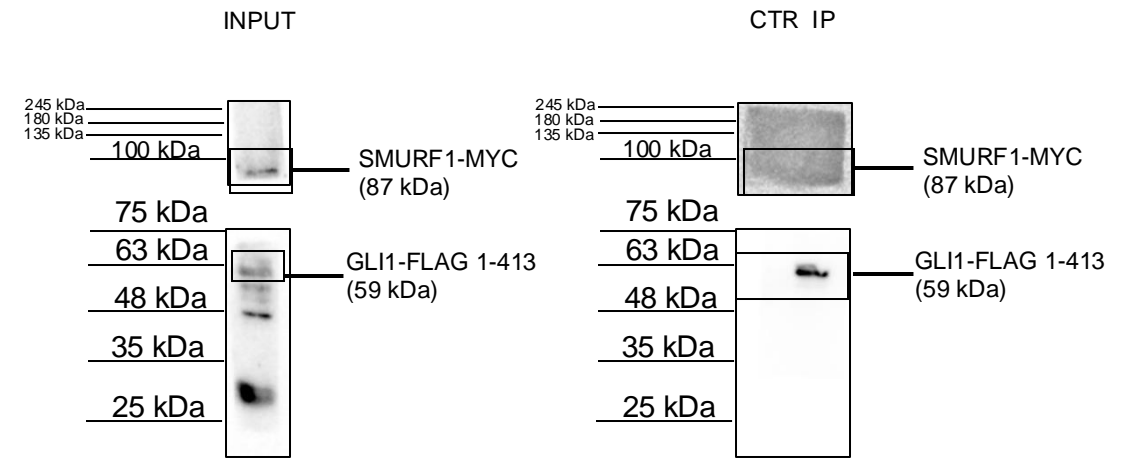 INPUT
245 kDa
180 kDa
135 kDa
100 kDa
SMURF1-MYC
(87 kDa)
75 kDa
63 kDa
GLI1-FLAG 1-413
(59 kDa)
48 kDa
35 kDa
25 kDa
CTR IP
245 kDa
180 kDa
135 kDa
100 kDa
SMURF1-MYC
(87 kDa)
75 kDa
63 kDa
GLI1-FLAG 1-413
(59 kDa)
48 kDa
35 kDa
25 kDa